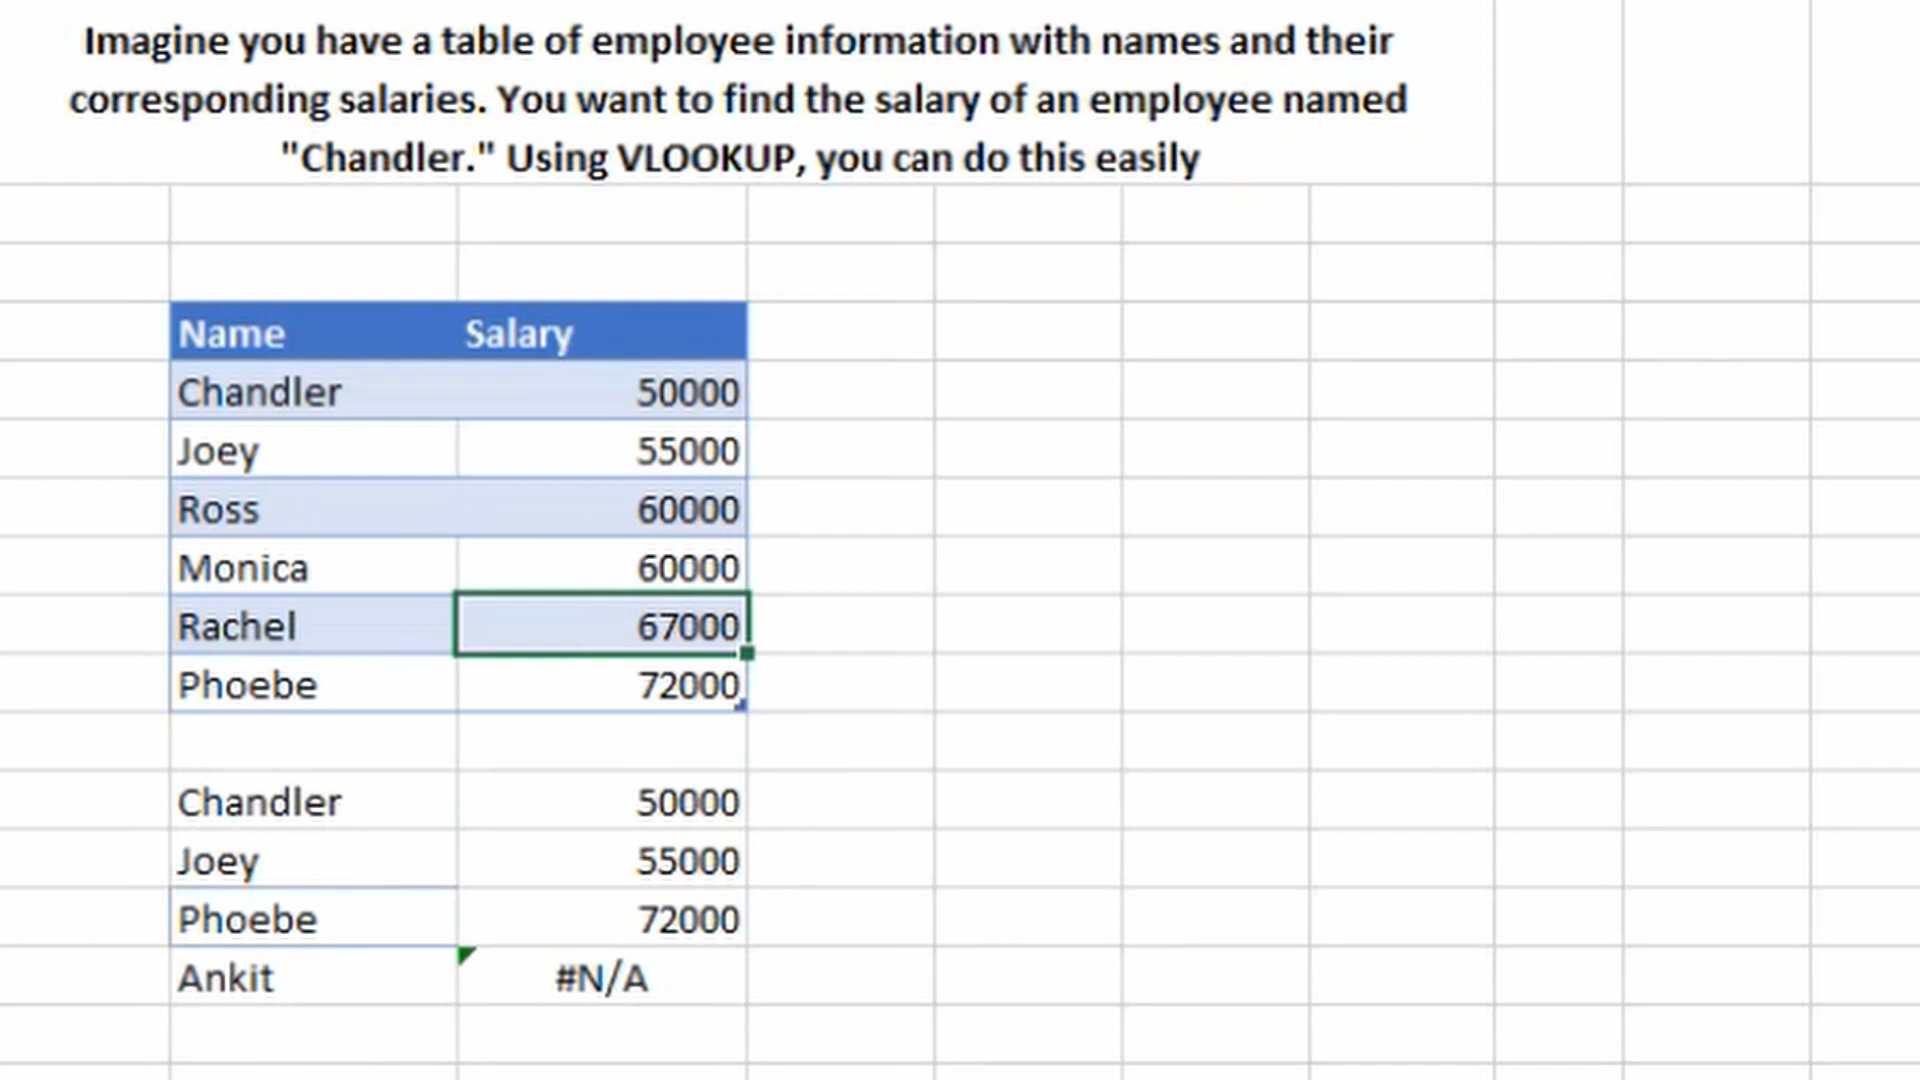 Imagine you have a table of employee information with names and their
corresponding salaries. You want to find the salary of an employee named
"Chandler." Using VLOOKUP, you can do this easily
Name Salary
Chandler 50000
Joey 55000
Ross 60000
Monica 60000
Rachel 67000
Phoebe 72000
Chandler 50000
Joey 55000
Phoebe 72000
Ankit #N/A